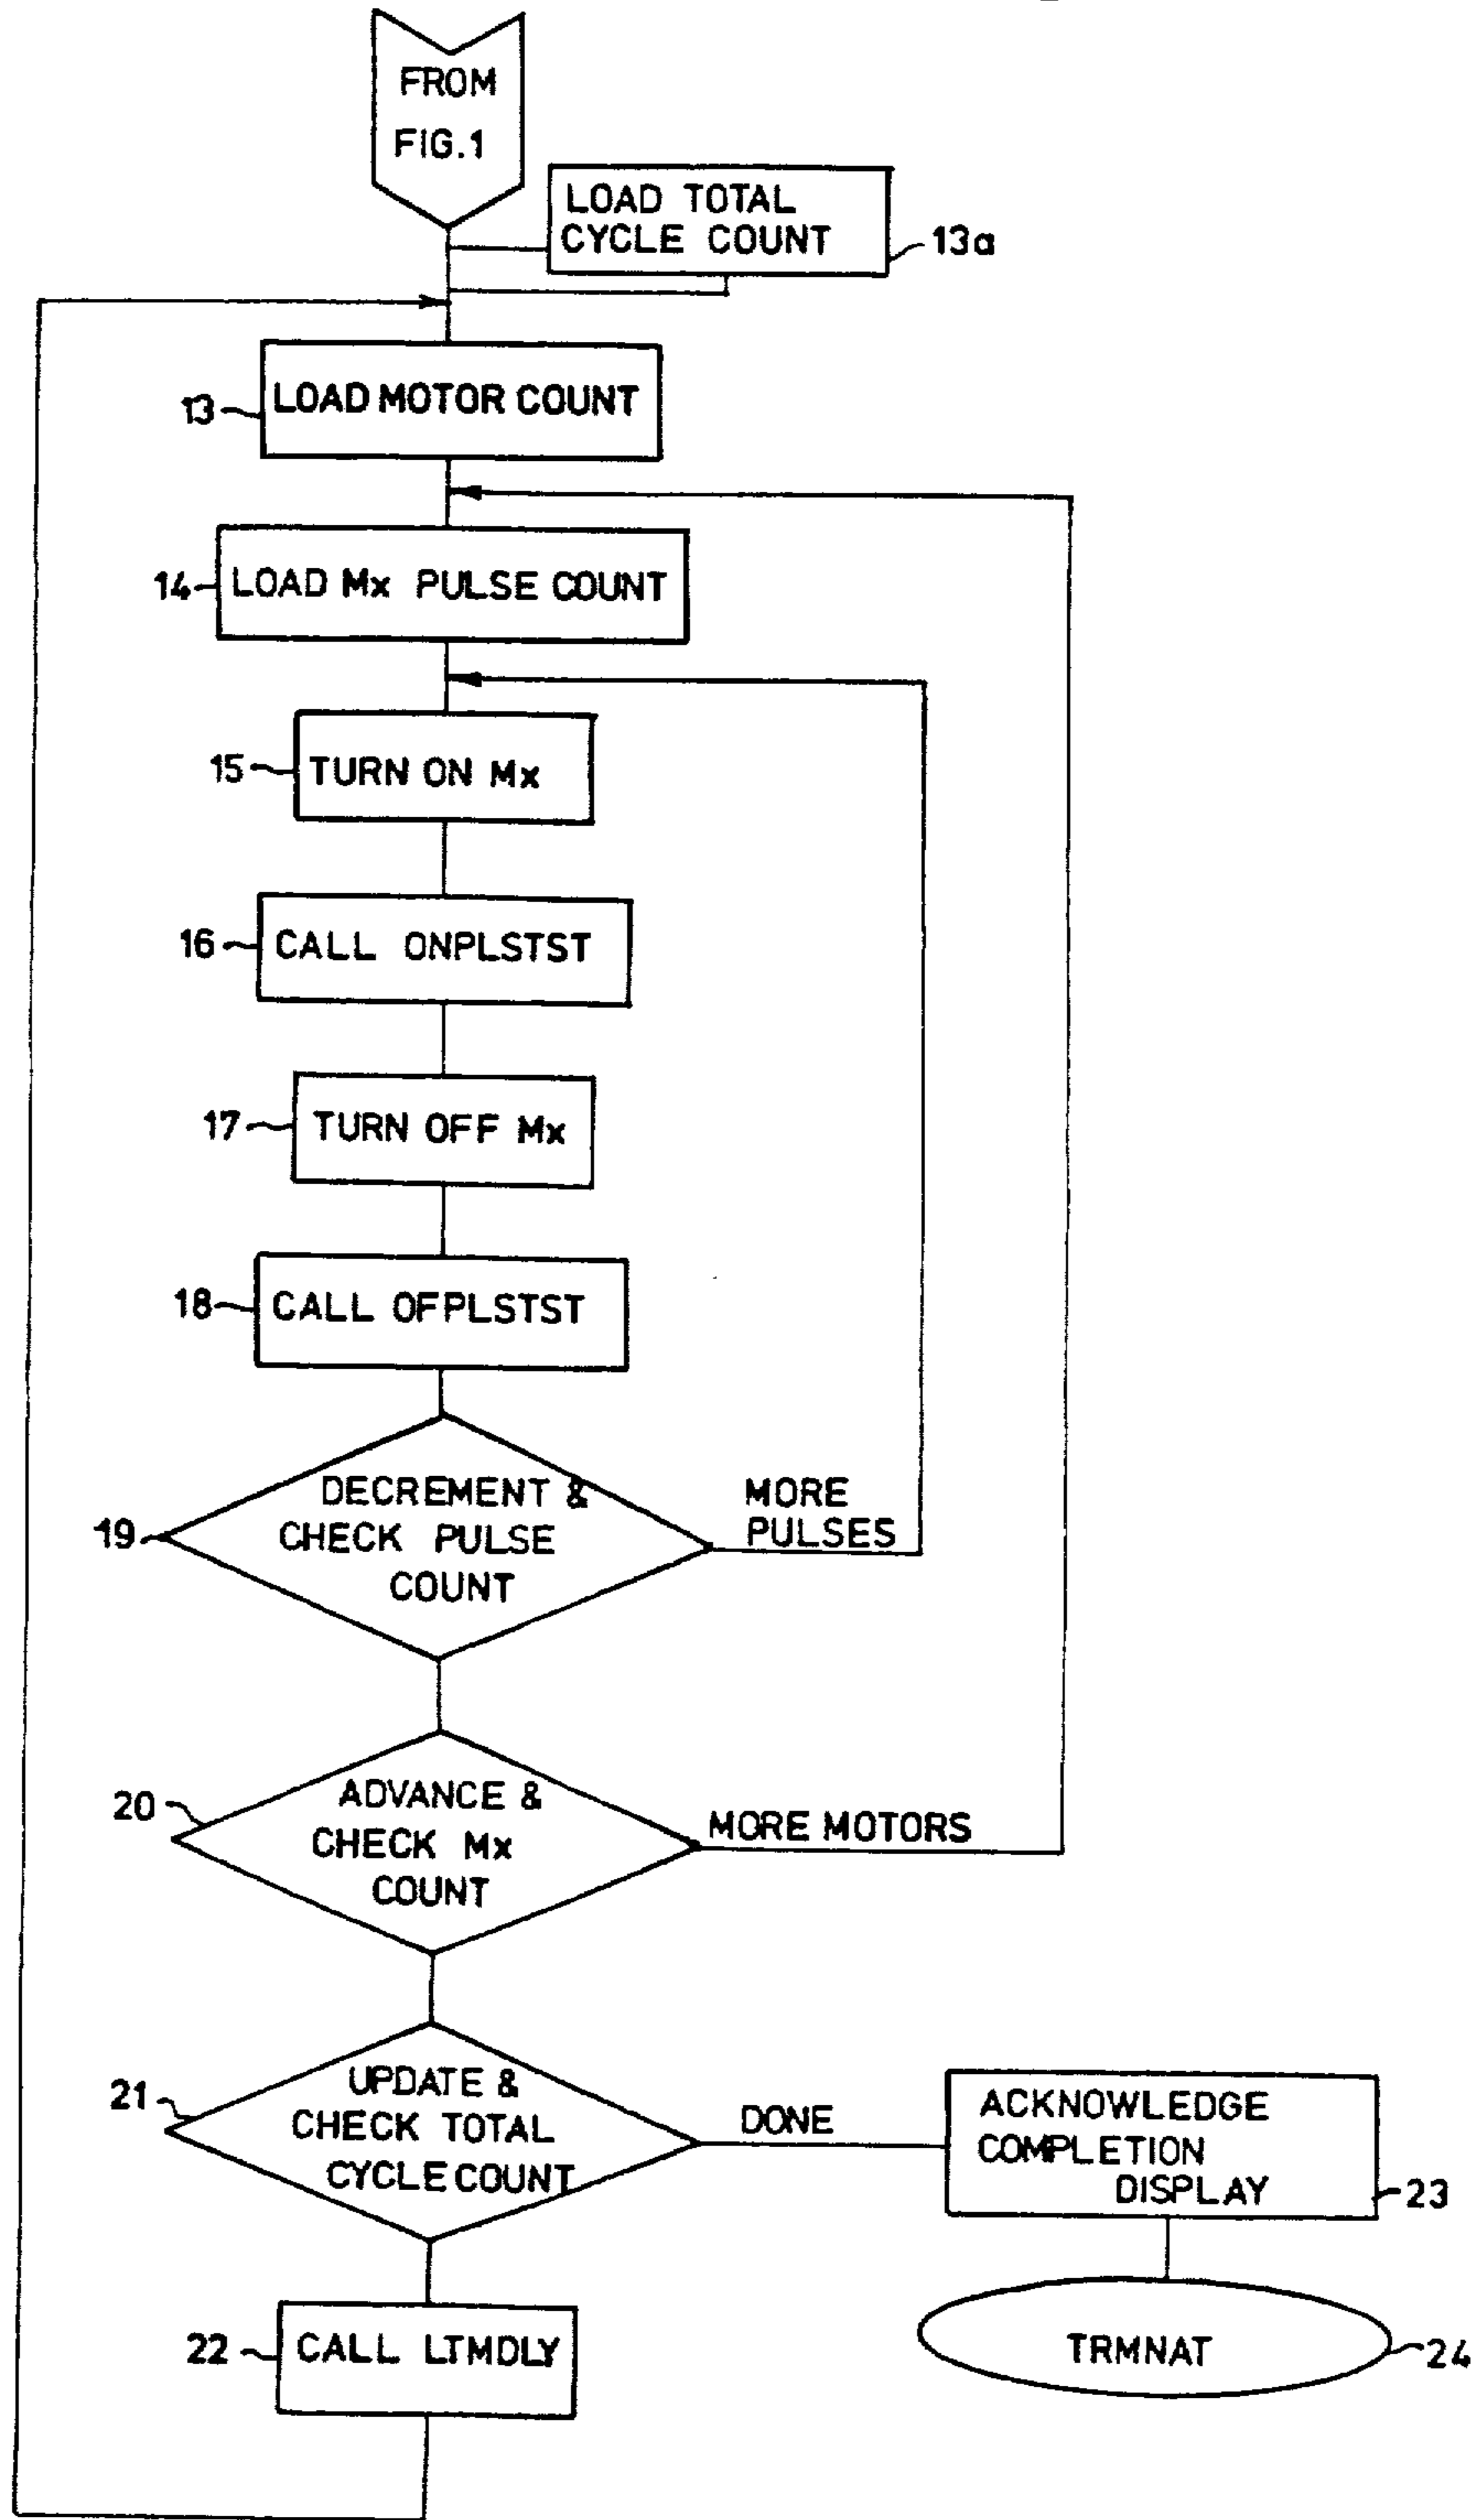 FROM
FIG.1
LOAD TOTAL
CYCLE COUNT
13a
LOAD MOTOR COUNT
13
LOAD Mx PULSE COUNT
14
TURN ON Mx
15
CALL ONPLSTST
16
TURN OFF Mx
17
CALL OFPLSTST
18
DECREMENT &
CHECK PULSE
COUNT
19
MORE
PULSES
ADVANCE &
CHECK Mx
COUNT
20
MORE MOTORS
UPDATE &
CHECK TOTAL
CYCLE COUNT
21
DONE
ACKNOWLEDGE
COMPLETION
DISPLAY
23
CALL LTMDLY
22
TRMNAT
24